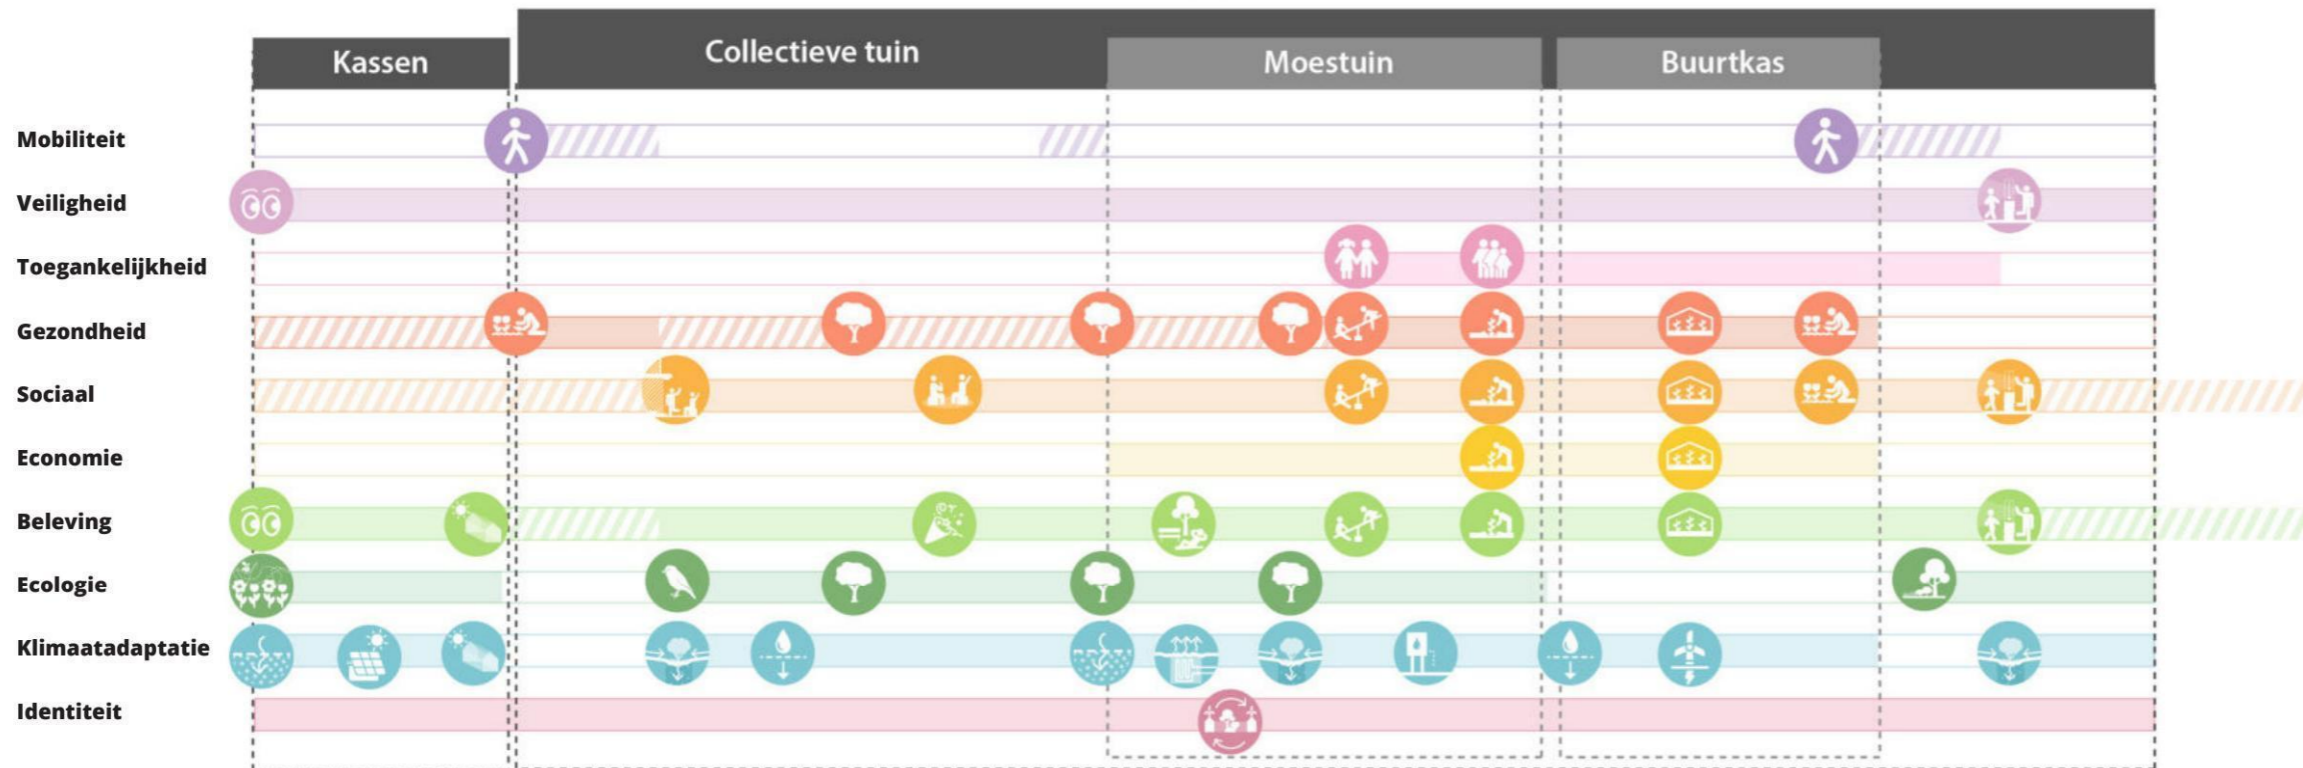 Kassen
Collectieve tuin
Moestuin
Buurtkas
Mobiliteit
Veiligheid
Toegankelijkheid
Gezondheid
Sociaal
Economie
Beleving
Ecologie
Klimaatadaptatie
Identiteit